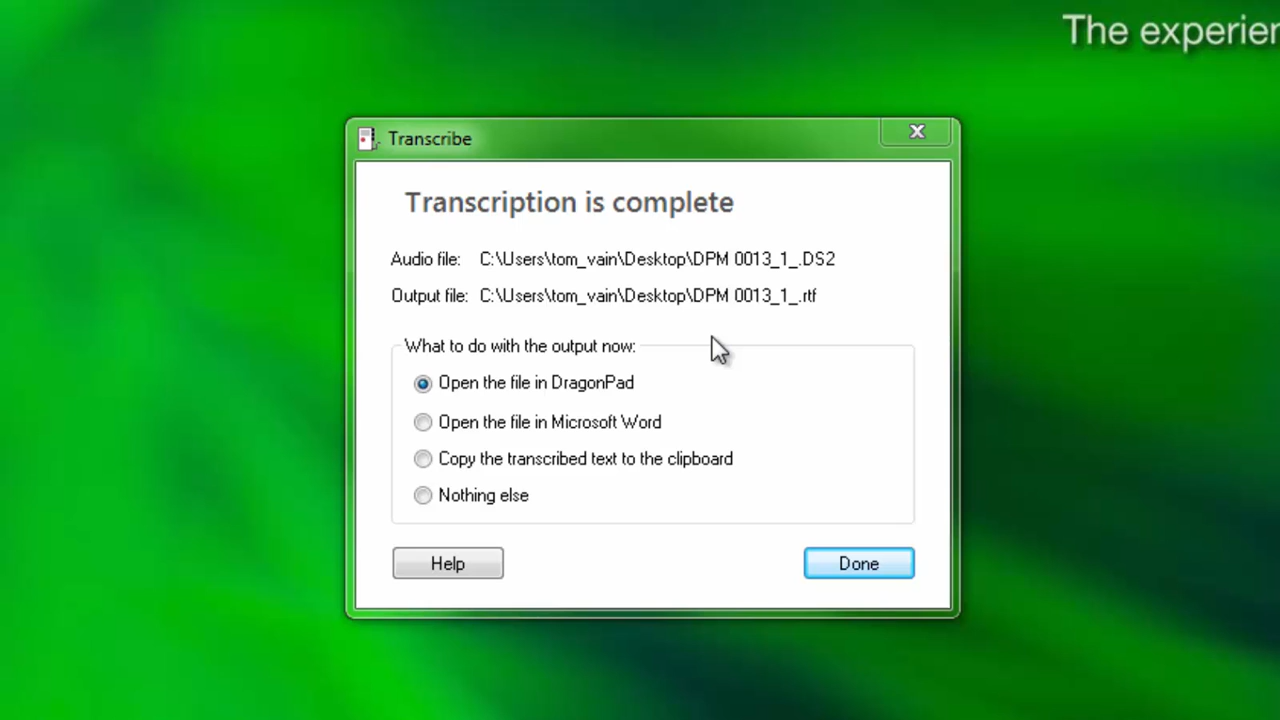 The experien
Transcribe
Transcription is complete
Audio file: C:\Users\tom_vain\Desktop\DPM 0013_1_.DS2
Output file: C:\Users\tom_vain\Desktop\DPM 0013_1_.rtf
What to do with the output now:
Open the file in DragonPad
Open the file in Microsoft Word
Copy the transcribed text to the clipboard
Nothing else
Help
Done